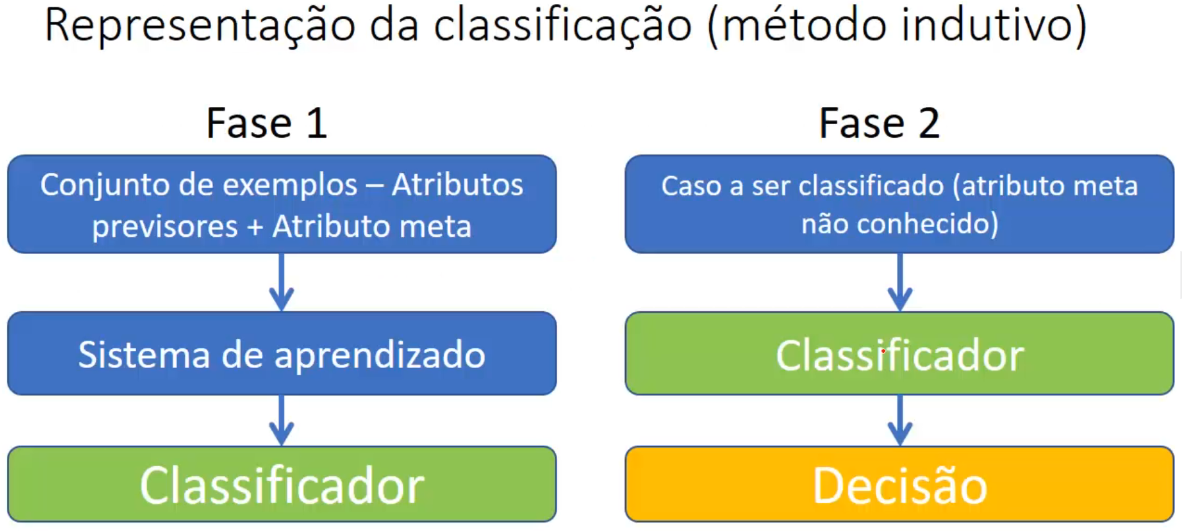 Representação da classificação (método indutivo)
Fase 1
Conjunto de exemplos – Atributos
previsores + Atributo meta
Sistema de aprendizado
Classificador
Fase 2
Caso a ser classificado (atributo meta
não conhecido)
Classificador
Decisão